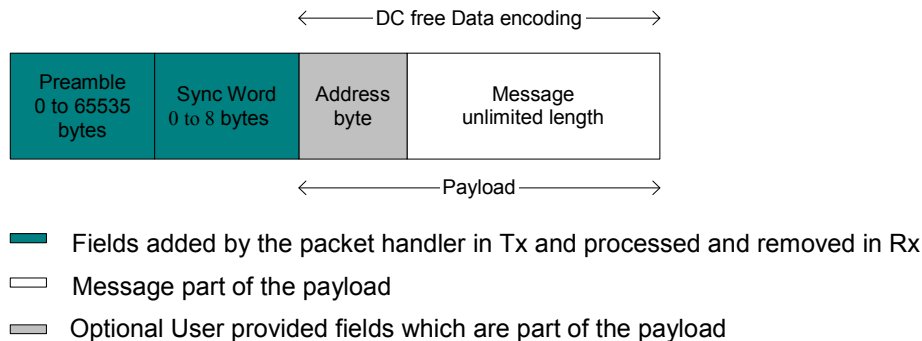 DC free Data encoding
Preamble
0 to 65535
bytes
Sync Word
0 to 8 bytes
Address
byte
Message
unlimited length
Payload
Fields added by the packet handler in Tx and processed and removed in Rx
Message part of the payload
Optional User provided fields which are part of the payload